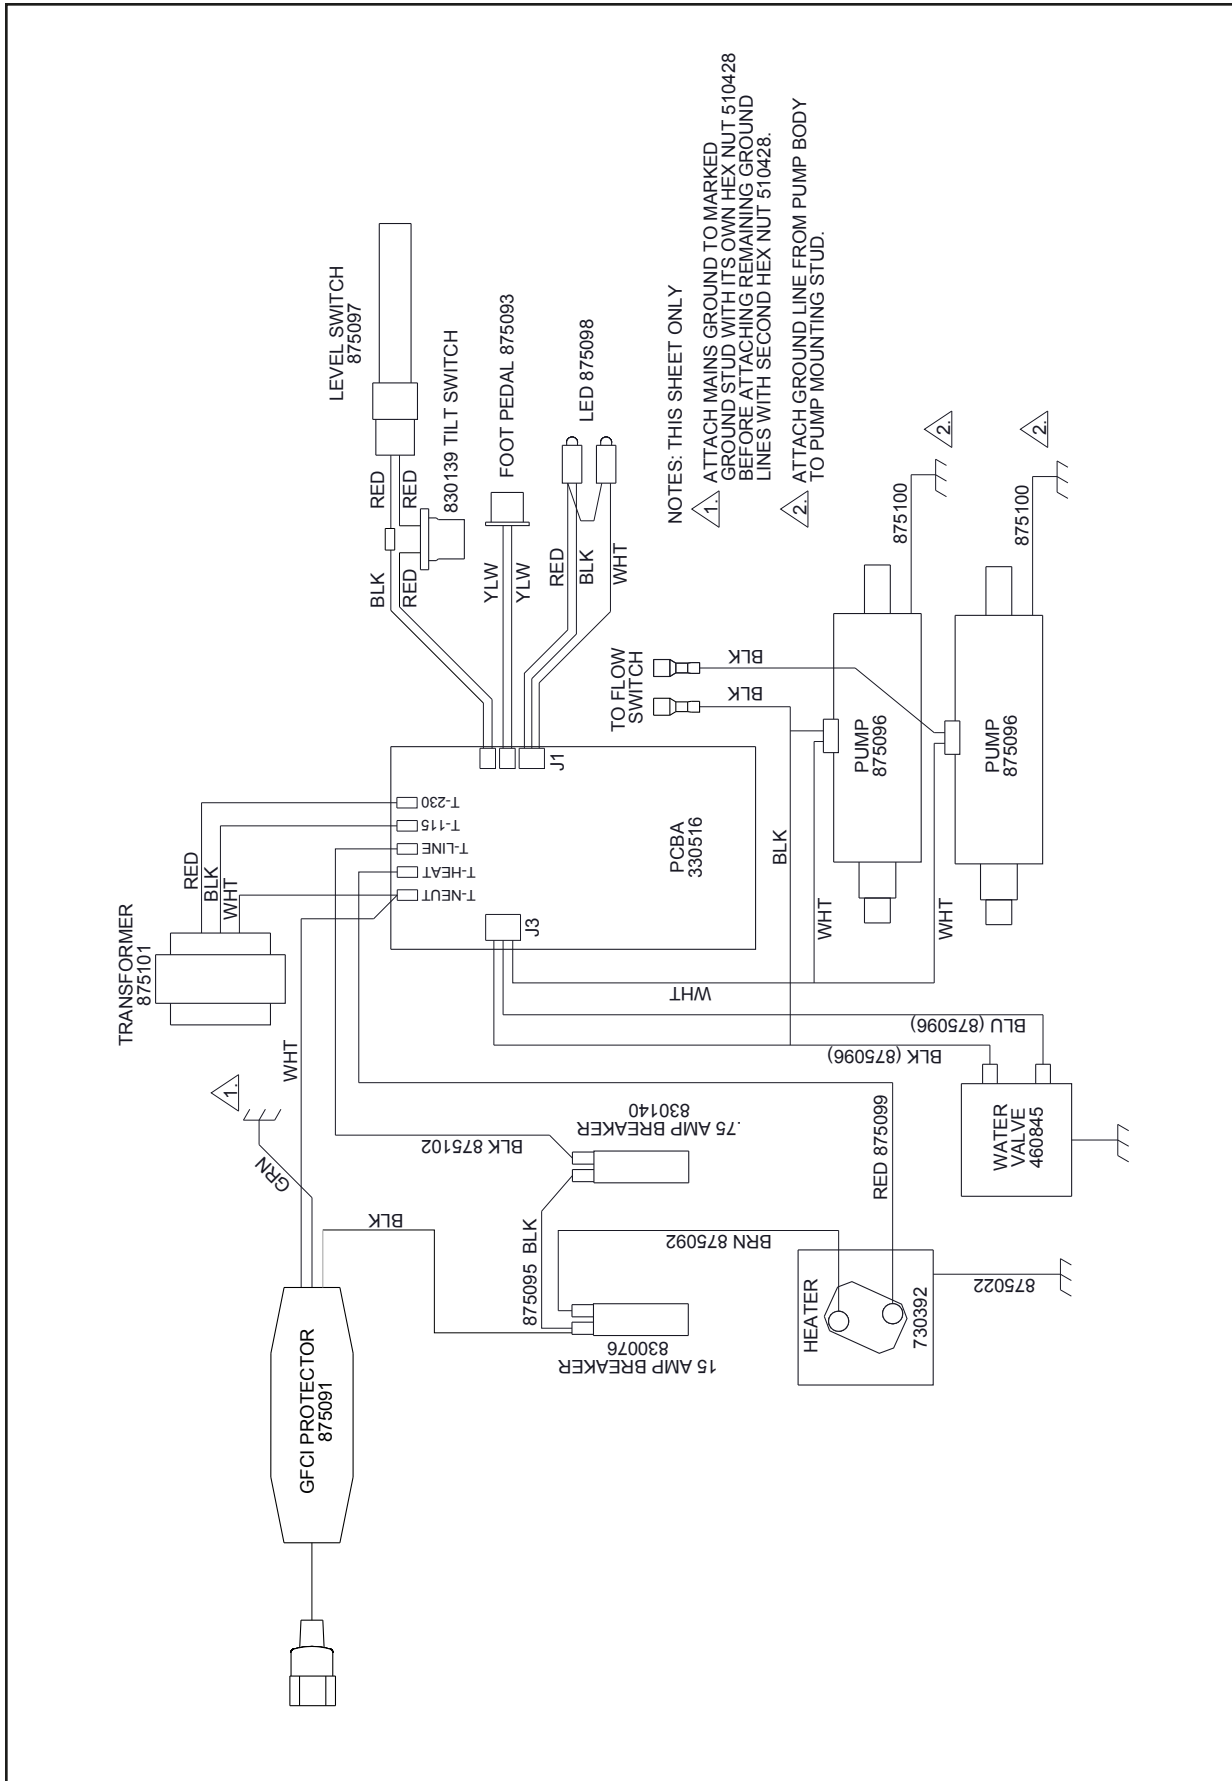 LEVEL SWITCH
875097
RED
RED
830139 TILT SWITCH
BLK
RED
FOOT PEDAL 875093
YLW
YLW
LED 875098
RED
BLK
WHT
NOTES: THIS SHEET ONLY
1.
ATTACH MAINS GROUND TO MARKED
GROUND STUD WITH ITS OWN HEX NUT 510428
BEFORE ATTACHING REMAINING GROUND
LINES WITH SECOND HEX NUT 510428.
2.
ATTACH GROUND LINE FROM PUMP BODY
TO PUMP MOUNTING STUD.
TRANSFORMER
875101
RED
BLK
WHT
T-230
T-115
T-LINE
T-HEAT
T-NEUT
J1
J3
PCBA
330516
TO FLOW
SWITCH
BLK
BLK
BLK
PUMP
875096
875100
2.
PUMP
875096
875100
2.
WHT
WHT
WHT
BLU (875096)
BLK (875096)
WHT
1.
GRN
GFCI PROTECTOR
875091
BLK
BLK 875102
.75 AMP BREAKER
830140
875095 BLK
15 AMP BREAKER
830076
BRN 875092
RED 875099
HEATER
730392
875022
WATER
VALVE
460845